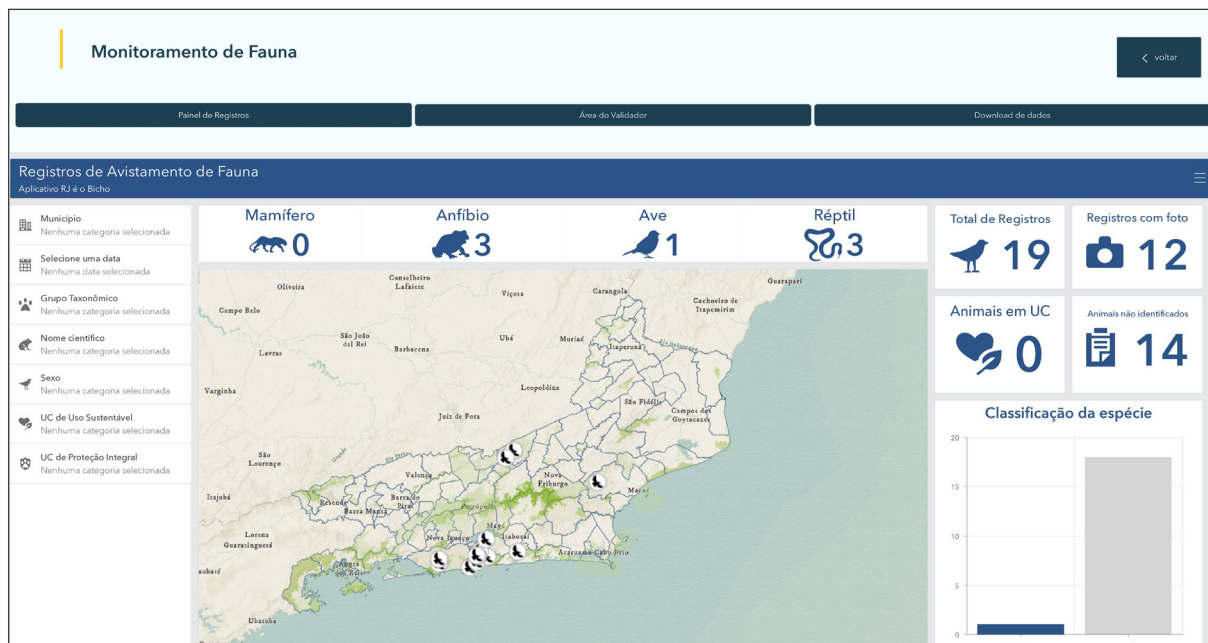 Monitoramento de Fauna
voltar
Painel de Registros
Área do Validador
Download de dados
Registros de Avistamento de Fauna
Aplicativo RJ é o Bicho
Município
Nenhuma categoria selecionada
Selecione uma data
Nenhuma data selecionada
Grupo Taxonômico
Nenhuma categoria selecionada
Nome científico
Nenhuma categoria selecionada
Sexo
Nenhuma categoria selecionada
UC de Uso Sustentável
Nenhuma categoria selecionada
UC de Proteção Integral
Nenhuma categoria selecionada
Mamífero
0
Anfíbio
3
Ave
1
Réptil
3
Conselheiro
Lafaiete
Oliveira
Viçosa
Carangola
Guarapari
Cachoeiro de
Itapemirim
Campo Belo
São João
del Rei
Ubá
Muriaé
Itaperuna
Lavras
Barbacena
Varginha
Leopoldina
São Fidélis
Campos dos
Goytacazes
Juiz de Fora
São
Lourenço
Valença
Nova
Friburgo
Itajubá
Resende
Barra do
Piraí
Barra Mansa
Macaé
Petrópolis
Magé
Lorena
Guaratinguetá
Nova Iguaçu
Itaboraí
Araruama
Cabo Frio
Taubaté
Angra
dos Reis
Ubatuba
Total de Registros
19
Registros com foto
12
Animais em UC
0
Animais não identificados
14
Classificação da espécie
20
15
10
5
0